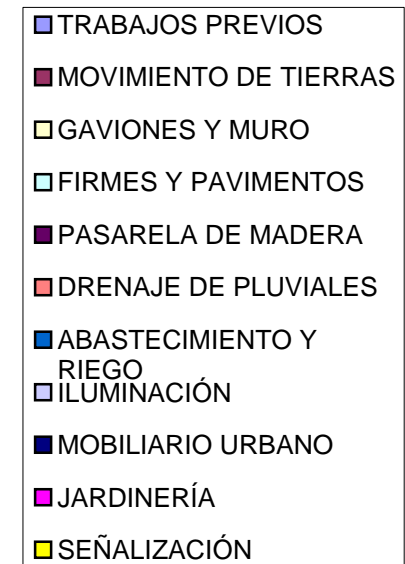 TRABAJOS PREVIOS
MOVIMIENTO DE TIERRAS
GAVIONES Y MURO
FIRMES Y PAVIMENTOS
PASARELA DE MADERA
DRENAJE DE PLUVIALES
ABASTECIMIENTO Y
RIEGO
ILUMINACIÓN
MOBILIARIO URBANO
JARDINERÍA
SEÑALIZACIÓN